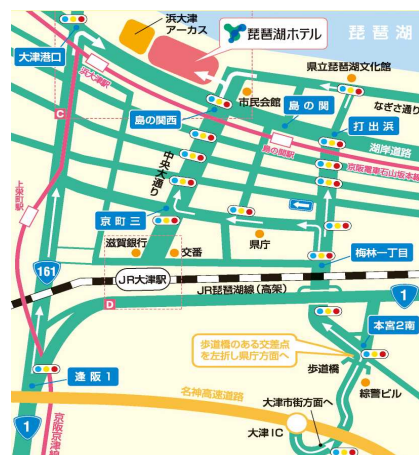 浜大津
アーカス
琵琶湖ホテル
琵琶湖
大津港口
浜大津駅
県立琵琶湖文化館
なぎさ通り
市民会館
島の関
打出浜
島の関西
湖岸道路
島の関駅
京阪電車石山坂本線
C
中央大通り
上栄町駅
京町三
県庁
滋賀銀行
交番
梅林一丁目
161
JR大津駅
JR琵琶湖線(高架)
1
D
本宮2南
歩道橋のある交差点
を左折し県庁方面へ
歩道橋
綜警ビル
逢阪1
名神高速道路
大津市街方面へ
大津IC
1
京阪京津線